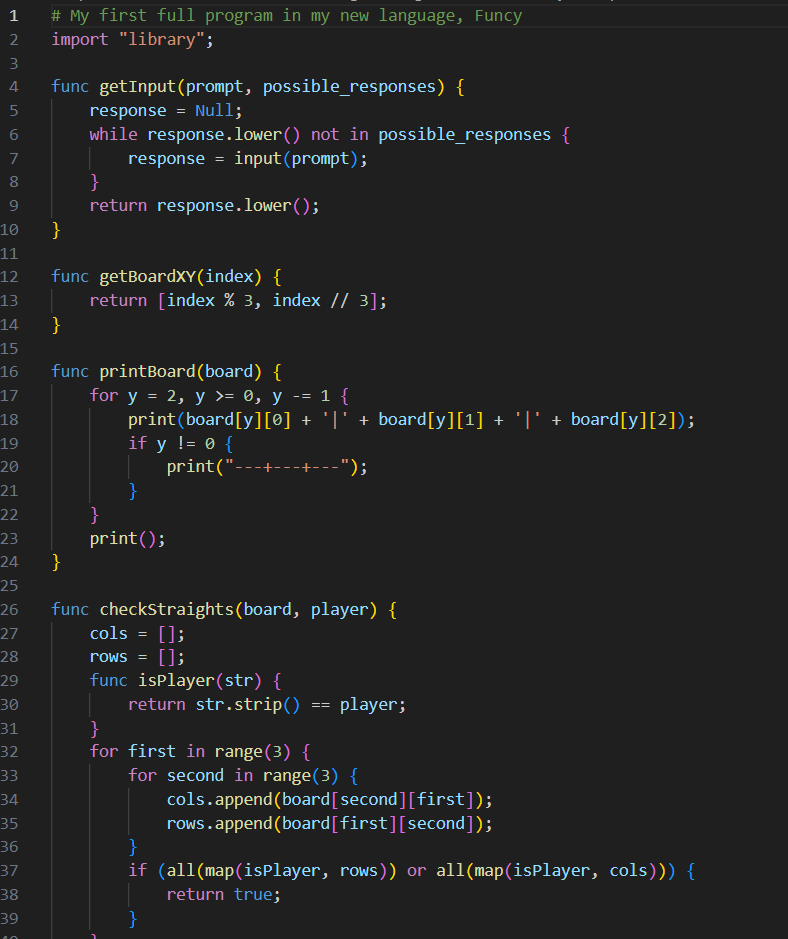 1 # My first full program in my new language, Funcy
2 import "library";
3
4 func getInput(prompt, possible_responses) {
5     response = Null;
6     while response.lower() not in possible_responses {
7         response = input(prompt);
8     }
9     return response.lower();
10 }
11
12 func getBoardXY(index) {
13     return [index % 3, index // 3];
14 }
15
16 func printBoard(board) {
17     for y = 2, y >= 0, y -= 1 {
18         print(board[y][0] + '|' + board[y][1] + '|' + board[y][2]);
19         if y != 0 {
20             print("---+---+---");
21         }
22     }
23     print();
24 }
25
26 func checkStraights(board, player) {
27     cols = [];
28     rows = [];
29     func isPlayer(str) {
30         return str.strip() == player;
31     }
32     for first in range(3) {
33         for second in range(3) {
34             cols.append(board[second][first]);
35             rows.append(board[first][second]);
36         }
37         if (all(map(isPlayer, rows)) or all(map(isPlayer, cols))) {
38             return true;
39         }